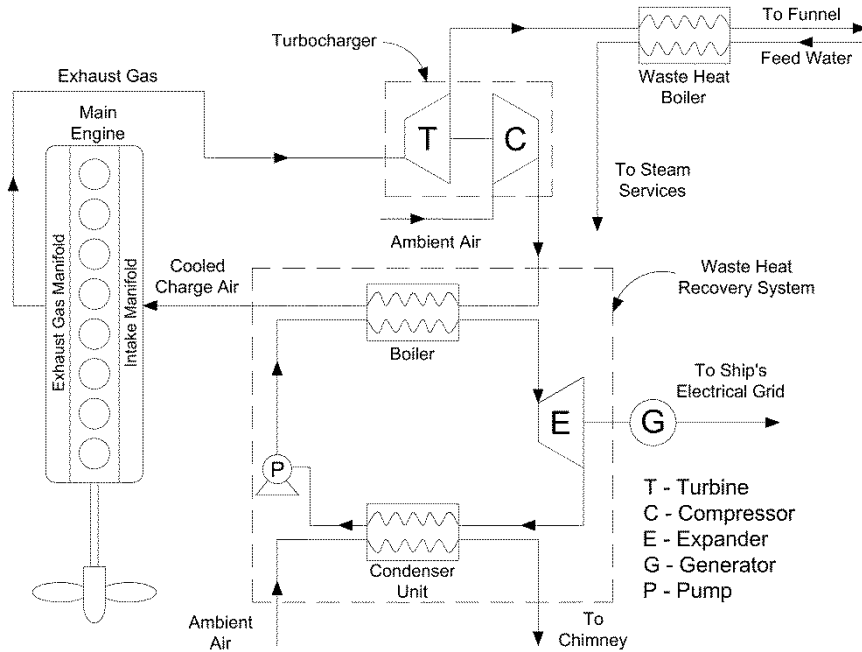 To Funnel
Feed Water
Turbocharger
Waste Heat
Boiler
Exhaust Gas
Main
Engine
T
C
To Steam
Services
Ambient Air
Cooled
Charge Air
Waste Heat
Recovery System
Exhaust Gas Manifold
Intake Manifold
Boiler
To Ship's
Electrical Grid
E
G
P
T - Turbine
C - Compressor
E - Expander
G - Generator
P - Pump
Condenser
Unit
Ambient
Air
To
Chimney